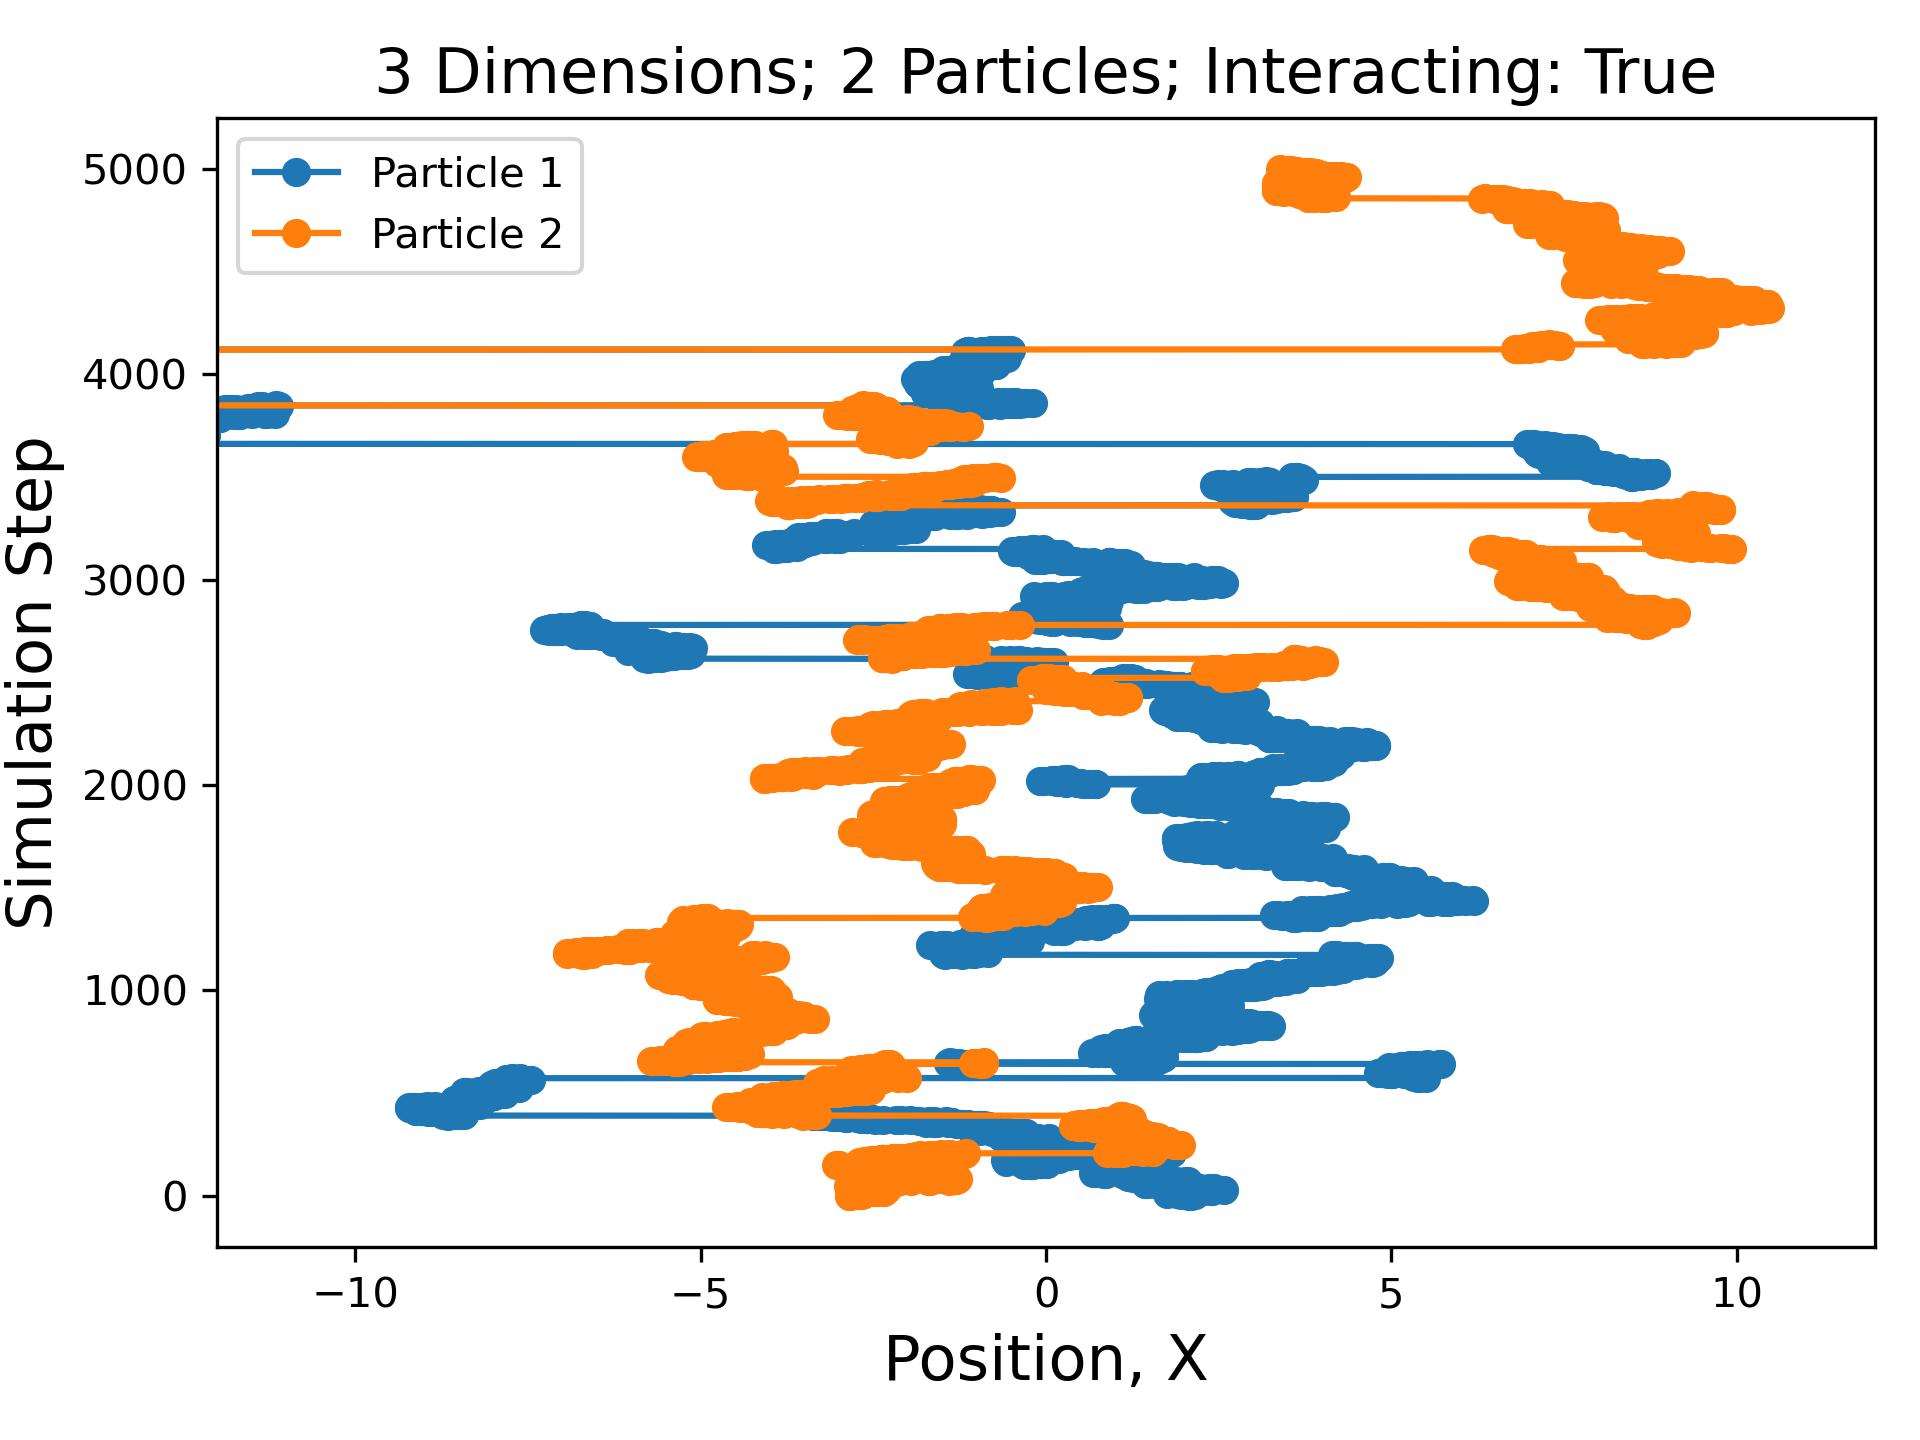 3 Dimensions; 2 Particles; Interacting: True
Particle 1
Particle 2
5000
4000
3000
2000
1000
0
Simulation Step
−10
−5
0
5
10
Position, X